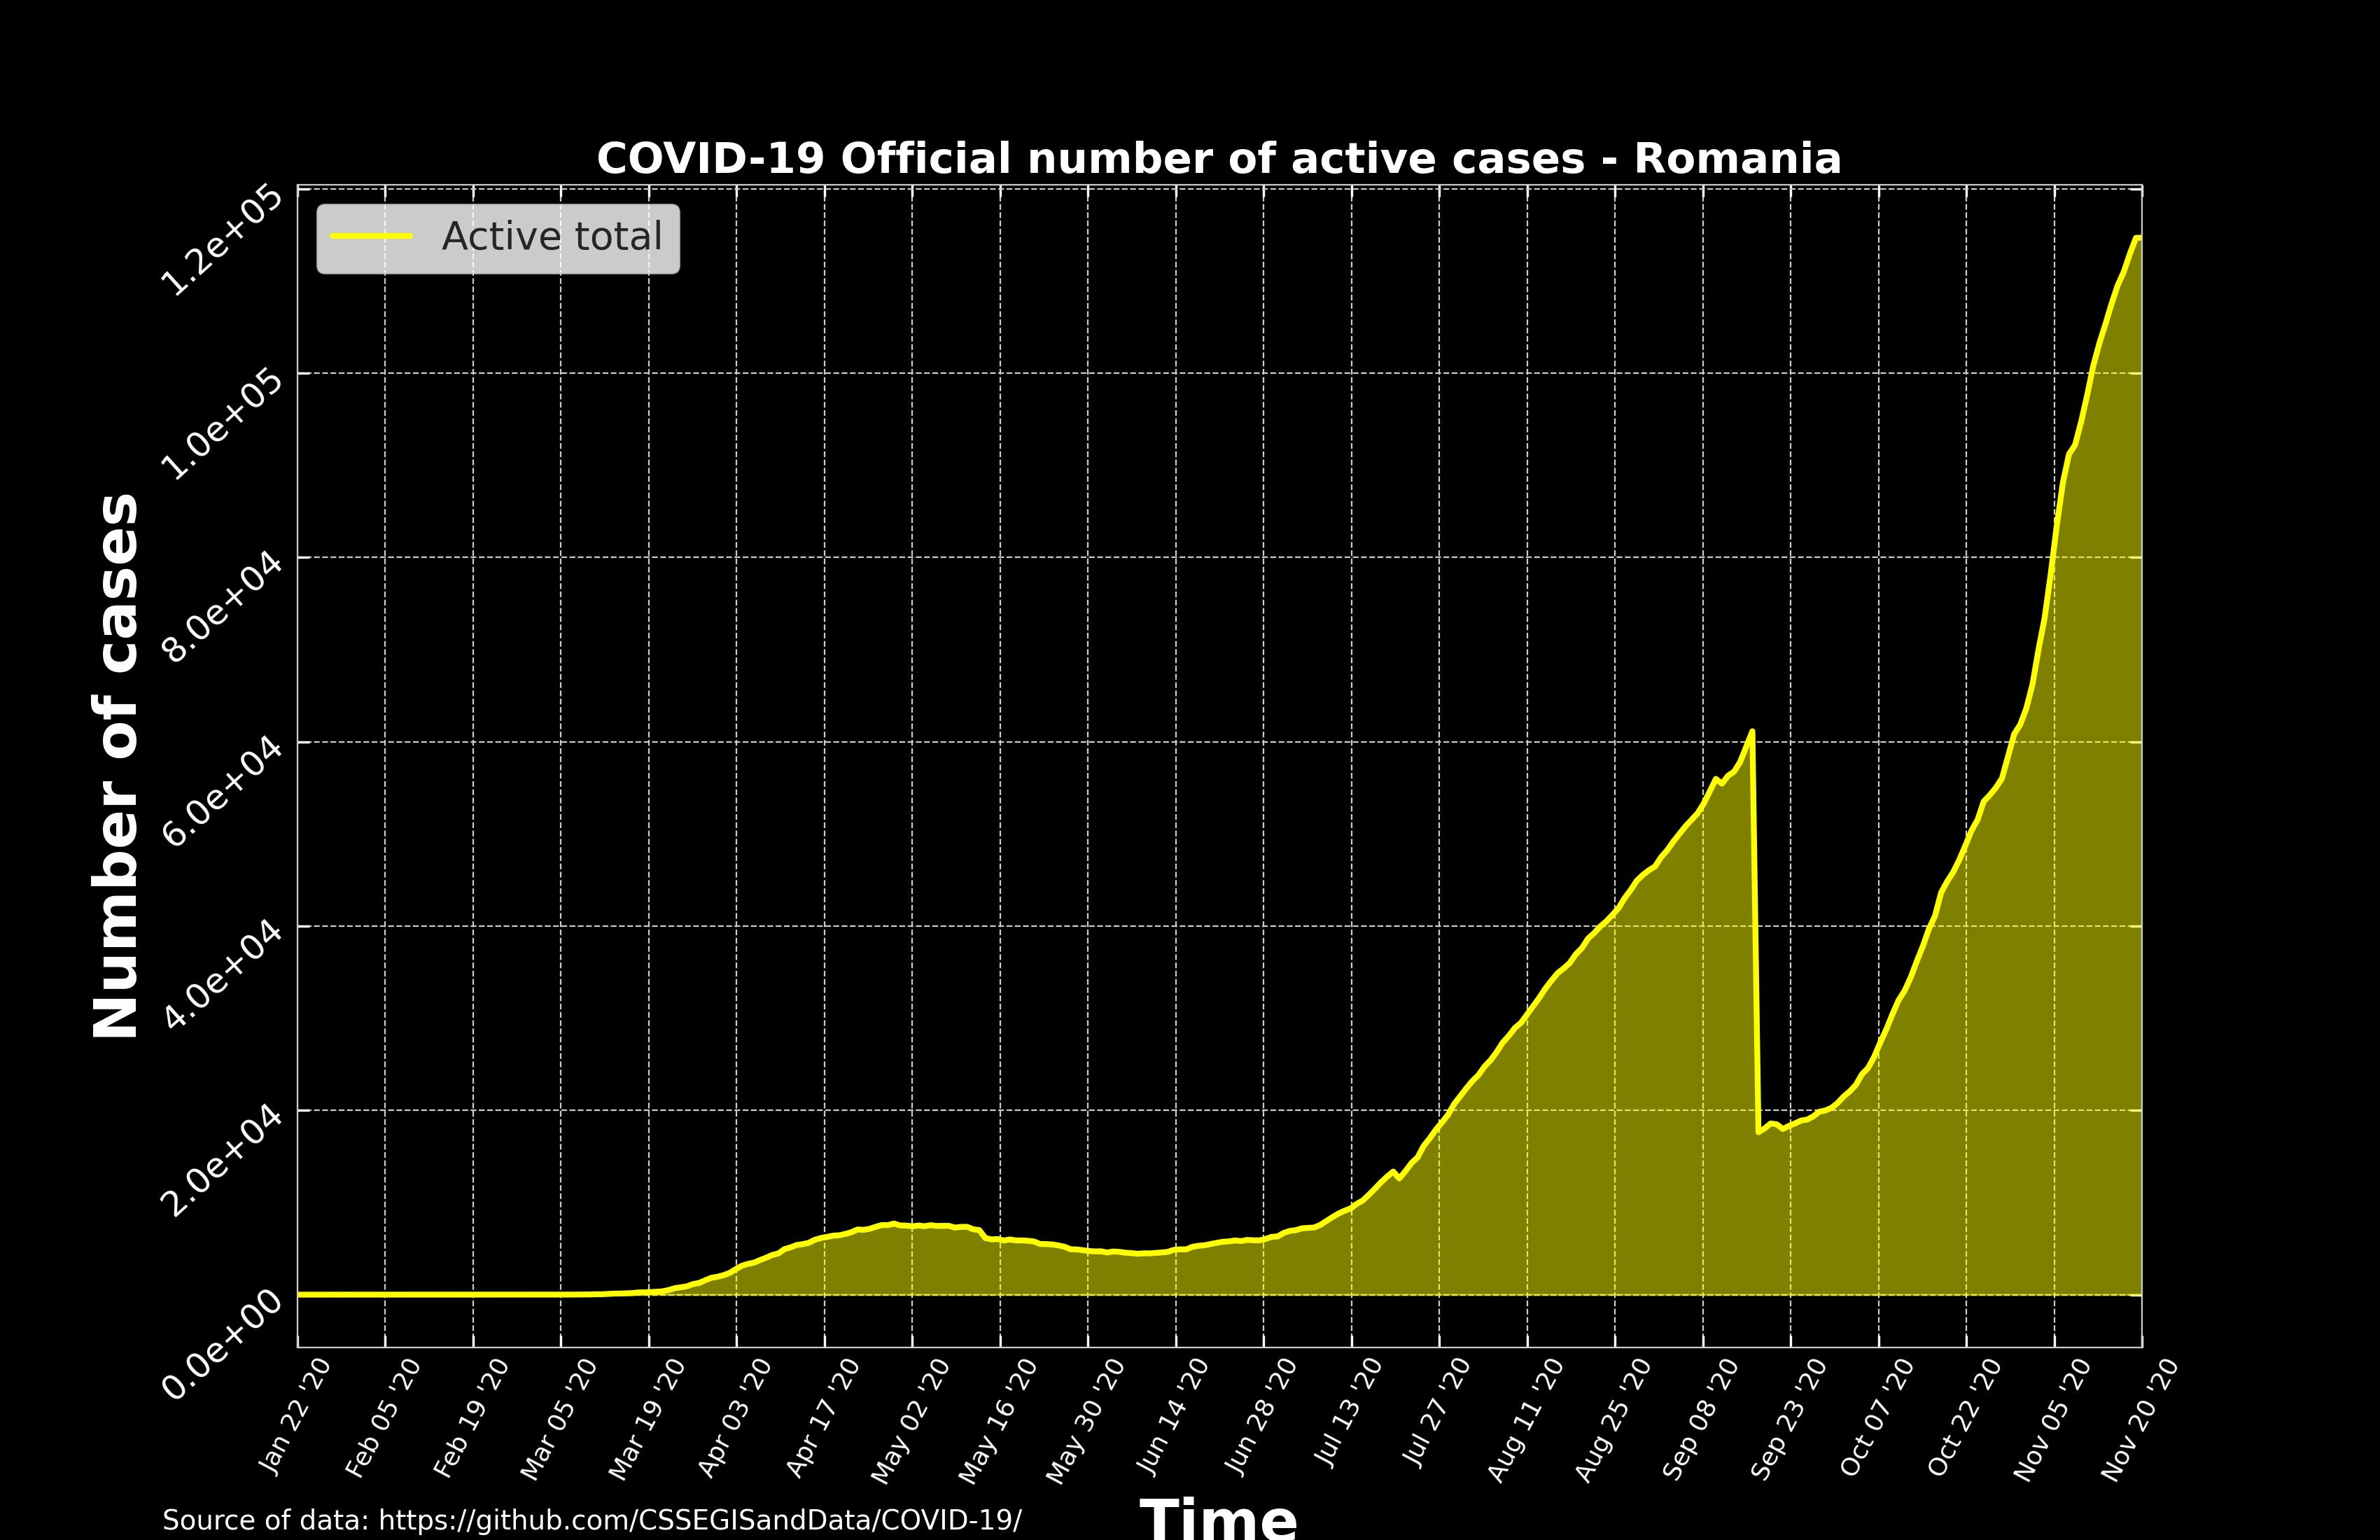 COVID-19 Official number of active cases - Romania
Active total
Number of cases
1.2e+05
1.0e+05
8.0e+04
6.0e+04
4.0e+04
2.0e+04
0.0e+00
Jan 22 '20
Feb 05 '20
Feb 19 '20
Mar 05 '20
Mar 19 '20
Apr 03 '20
Apr 17 '20
May 02 '20
May 16 '20
May 30 '20
Jun 14 '20
Jun 28 '20
Jul 13 '20
Jul 27 '20
Aug 11 '20
Aug 25 '20
Sep 08 '20
Sep 23 '20
Oct 07 '20
Oct 22 '20
Nov 05 '20
Nov 20 '20
Time
Source of data: https://github.com/CSSEGISandData/COVID-19/